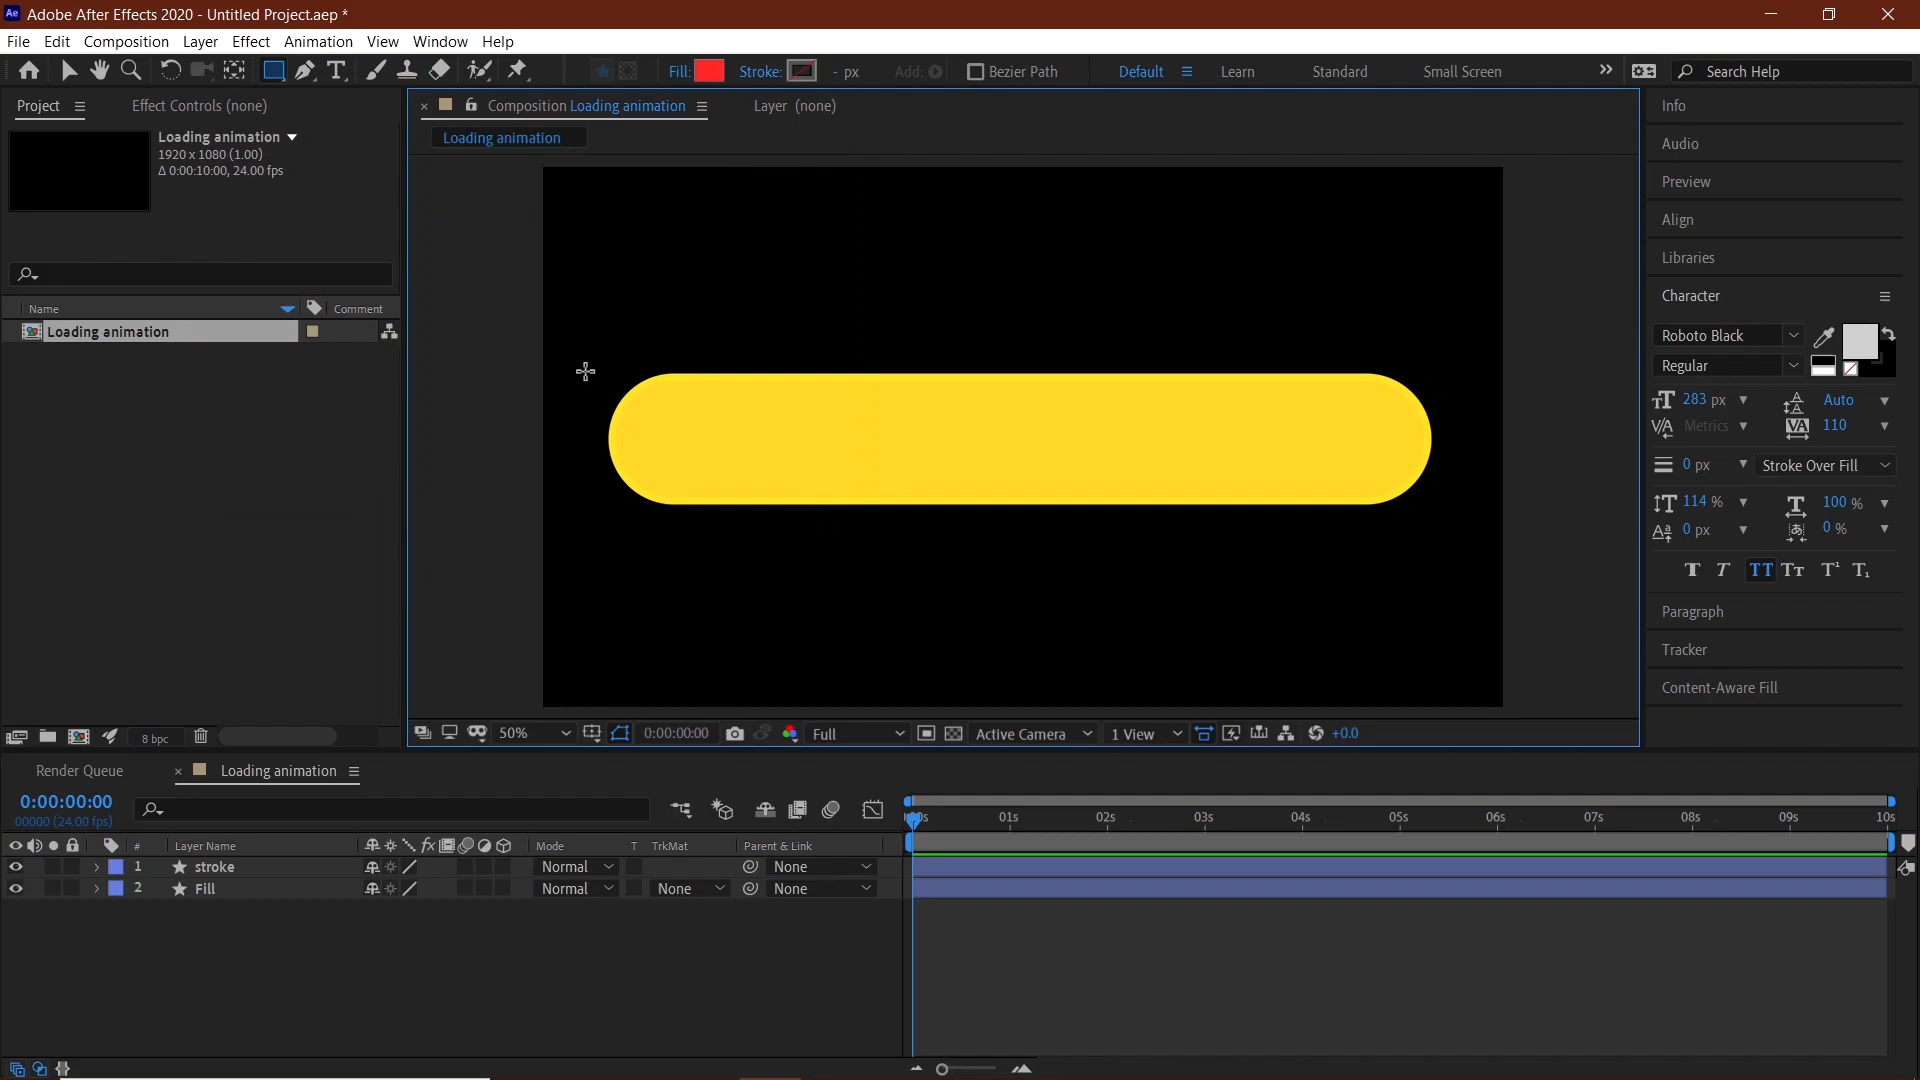 Ae Adobe After Effects 2020 - Untitled Project.aep *
File Edit Composition Layer Effect Animation View Window Help
Fill: Stroke: - px Add: Bezier Path Default Learn Standard Small Screen Search Help
Project Effect Controls (none)
Loading animation
1920 x 1080 (1.00)
Δ 0:00:10:00, 24.00 fps
Name Comment
Loading animation
8 bpc
Composition Loading animation Layer (none)
Loading animation
50% 0:00:00:00 Full Active Camera 1 View +0.0
Info
Audio
Preview
Align
Libraries
Character
Roboto Black
Regular
283 px Auto
Metrics 110
0 px Stroke Over Fill
114 % 100 %
0 px 0 %
T T TT Tт T¹ T₁
Paragraph
Tracker
Content-Aware Fill
Render Queue Loading animation
0:00:00:00
00000 (24.00 fps)
01s 02s 03s 04s 05s 06s 07s 08s 09s 10s
# Layer Name Mode T TrkMat Parent & Link
1 stroke Normal None
2 Fill Normal None None